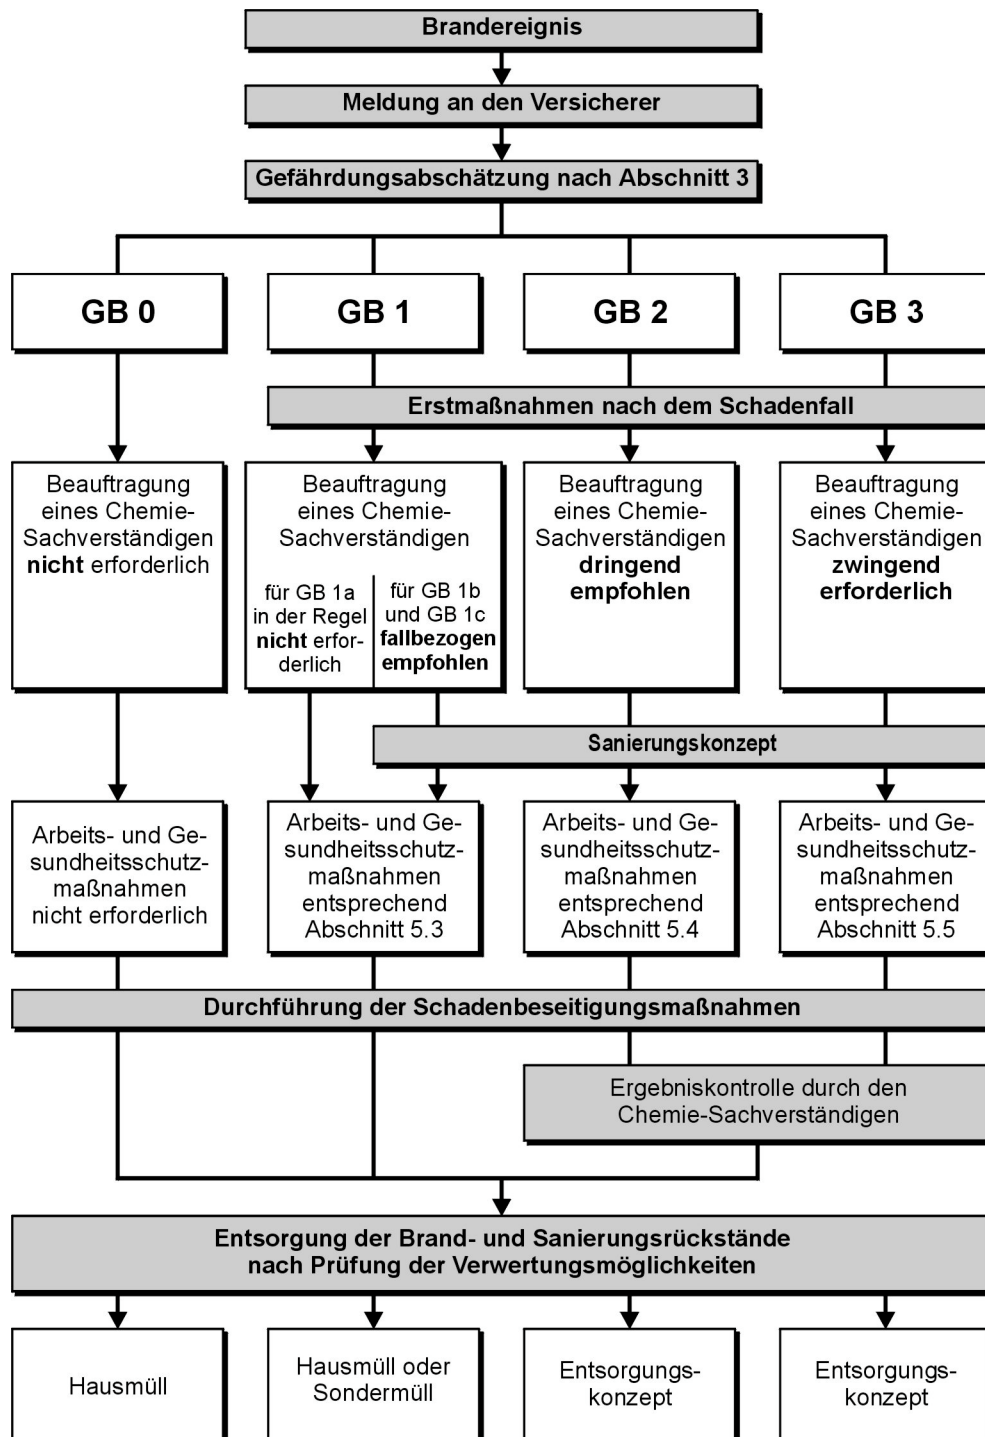 Brandereignis
Meldung an den Versicherer
Gefährdungsabschätzung nach Abschnitt 3
GB 0
GB 1
GB 2
GB 3
Erstmaßnahmen nach dem Schadenfall
Beauftragung
eines Chemie-
Sachverständigen
nicht erforderlich
Beauftragung
eines Chemie-
Sachverständigen
für GB 1a
in der Regel
nicht erfor-
derlich
für GB 1b
und GB 1c
fallbezogen
empfohlen
Beauftragung
eines Chemie-
Sachverständigen
dringend
empfohlen
Beauftragung
eines Chemie-
Sachverständigen
zwingend
erforderlich
Sanierungskonzept
Arbeits- und Ge-
sundheitsschutz-
maßnahmen
nicht erforderlich
Arbeits- und Ge-
sundheitsschutz-
maßnahmen
entsprechend
Abschnitt 5.3
Arbeits- und Ge-
sundheitsschutz-
maßnahmen
entsprechend
Abschnitt 5.4
Arbeits- und Ge-
sundheitsschutz-
maßnahmen
entsprechend
Abschnitt 5.5
Durchführung der Schadenbeseitigungsmaßnahmen
Ergebniskontrolle durch den
Chemie-Sachverständigen
Entsorgung der Brand- und Sanierungsrückstände
nach Prüfung der Verwertungsmöglichkeiten
Hausmüll
Hausmüll oder
Sondermüll
Entsorgungs-
konzept
Entsorgungs-
konzept